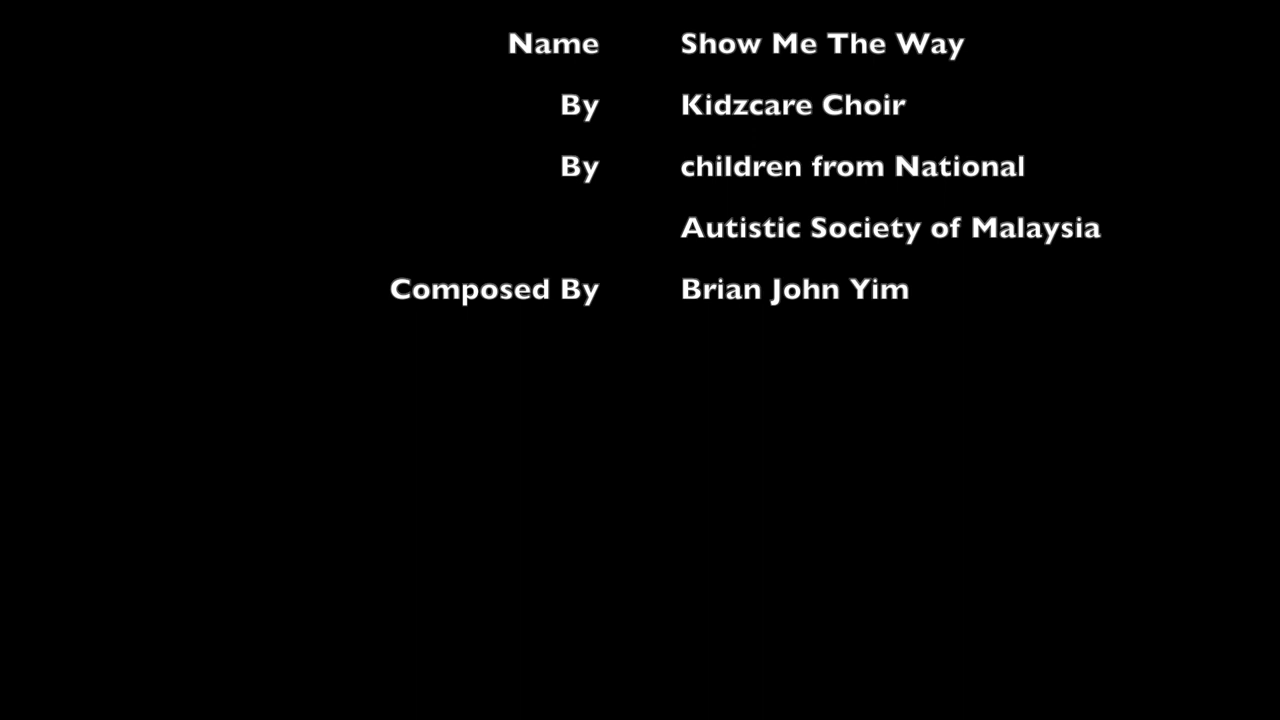 Name Show Me The Way
By Kidzcare Choir
By children from National
Autistic Society of Malaysia
Composed By Brian John Yim